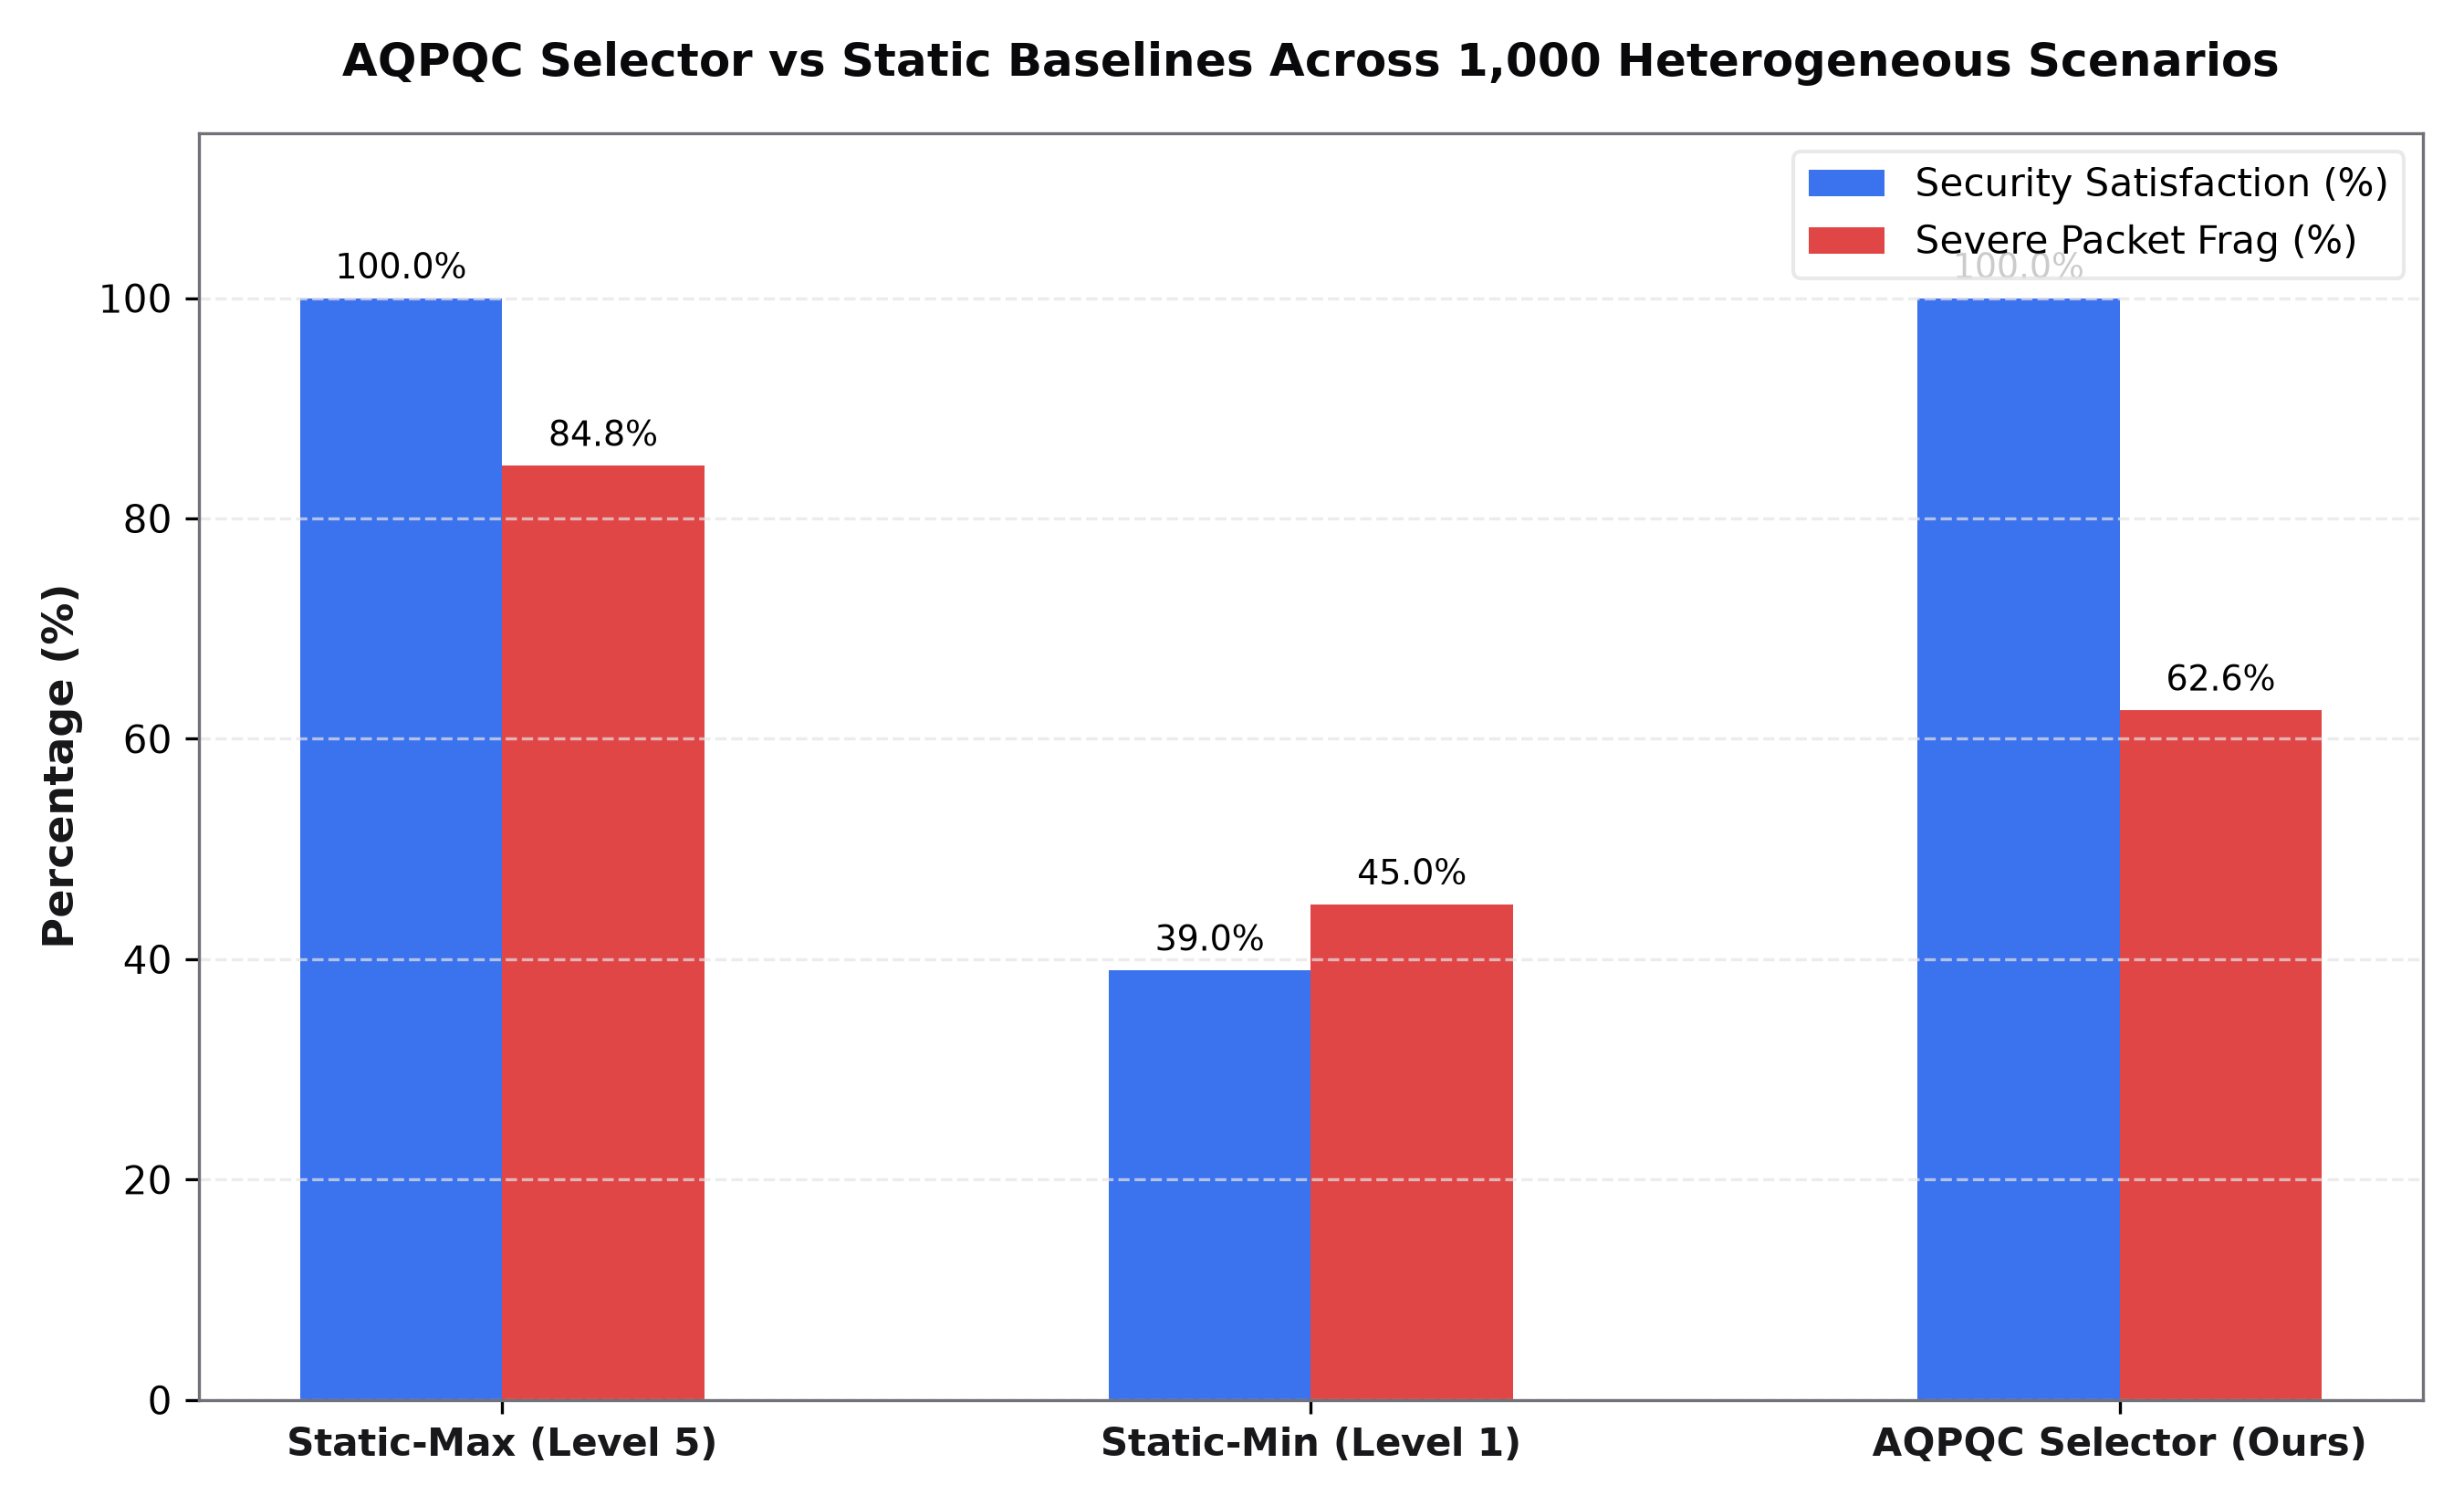 AQPQC Selector vs Static Baselines Across 1,000 Heterogeneous Scenarios
Security Satisfaction (%)
Severe Packet Frag (%)
100.0%
84.8%
39.0%
45.0%
100.0%
62.6%
Percentage (%)
100
80
60
40
20
0
Static-Max (Level 5)
Static-Min (Level 1)
AQPQC Selector (Ours)